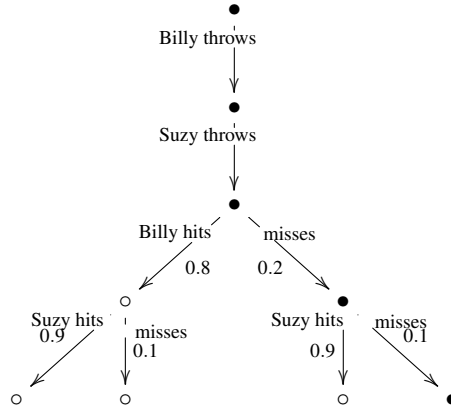 Billy throws
Suzy throws
Billy hits
misses
0.8
0.2
Suzy hits
misses
Suzy hits
misses
0.9
0.1
0.9
0.1